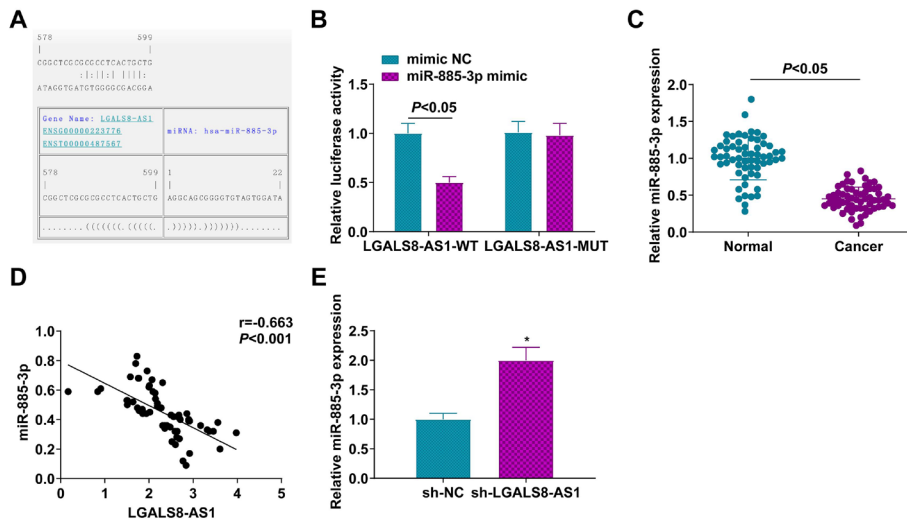 A
578 599
| |
CGGCTCGCGCGCCTCACTGCTG
:|:||:| ||||:
ATAGGTGATGTGGGGCGACGGA
Gene Name: LGALS8-AS1
ENSG00000223776
ENST00000487567
miRNA: hsa-miR-885-3p
578 599
| |
CGGCTCGCGCGCCTCACTGCTG
1 22
| |
AGGCAGCGGGGTGTAGTGGATA
........(((((((.(((((.
.))))).)))))))........
B
mimic NC
miR-885-3p mimic
Relative luciferase activity
1.5
1.0
0.5
0.0
P<0.05
LGALS8-AS1-WT LGALS8-AS1-MUT
C
Relative miR-885-3p expression
P<0.05
2.0
1.5
1.0
0.5
0.0
Normal Cancer
D
r=-0.663
P<0.001
miR-885-3p
1.0
0.8
0.6
0.4
0.2
0.0
0 1 2 3 4 5
LGALS8-AS1
E
Relative miR-885-3p expression
2.5
2.0
1.5
1.0
0.5
0.0
*
sh-NC sh-LGALS8-AS1